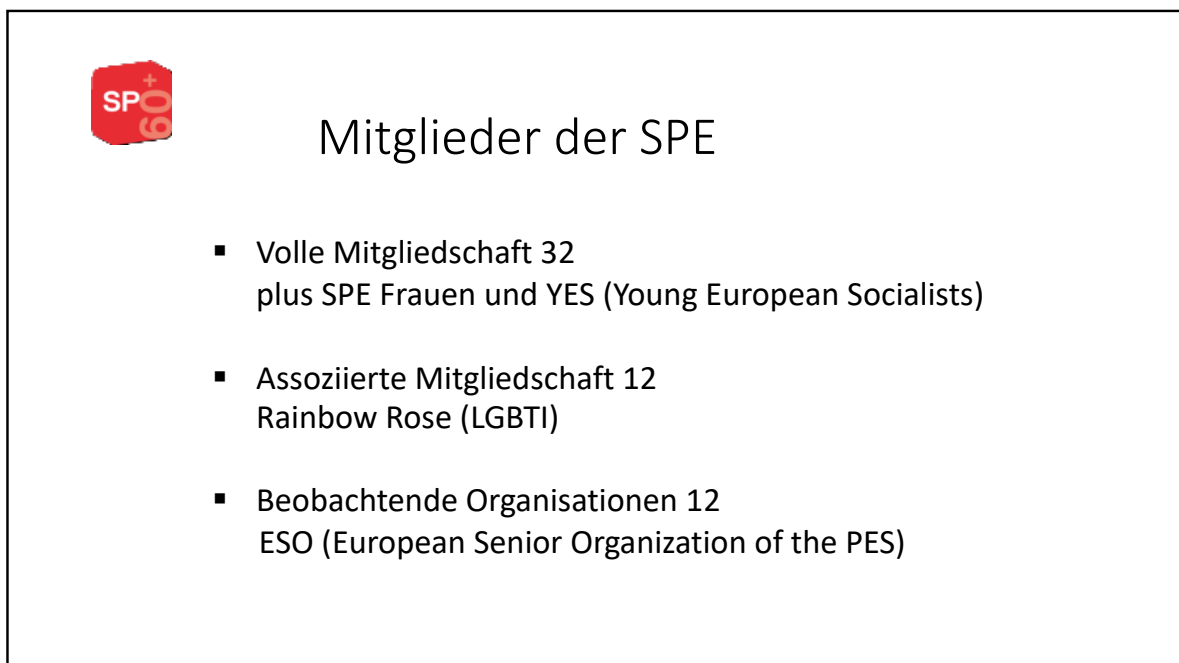 SP 60+
Mitglieder der SPE
▪ Volle Mitgliedschaft 32
plus SPE Frauen und YES (Young European Socialists)
▪ Assoziierte Mitgliedschaft 12
Rainbow Rose (LGBTI)
▪ Beobachtende Organisationen 12
ESO (European Senior Organization of the PES)